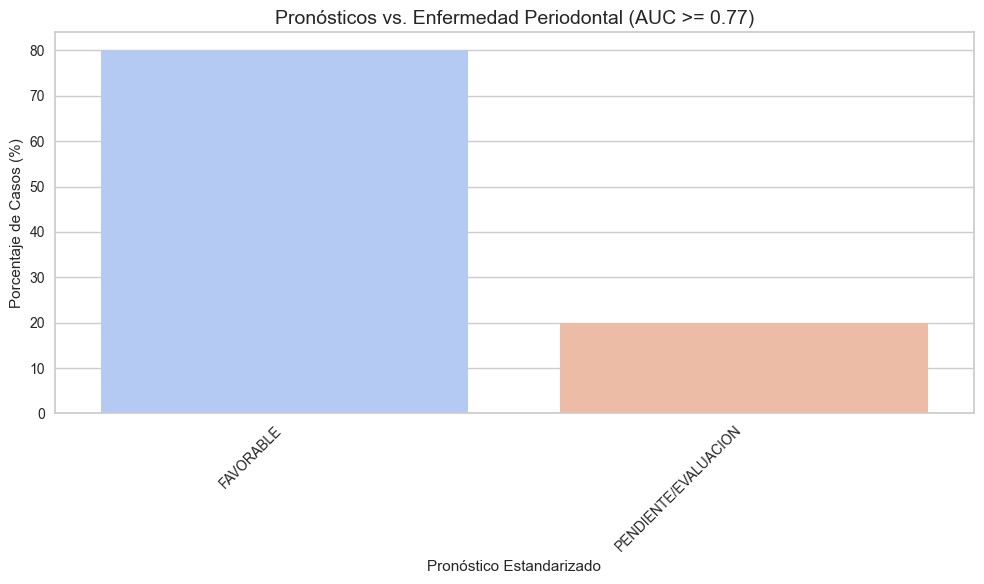 Pronósticos vs. Enfermedad Periodontal (AUC >= 0.77)
Porcentaje de Casos (%)
80
70
60
50
40
30
20
10
0
FAVORABLE
PENDIENTE/EVALUACION
Pronóstico Estandarizado